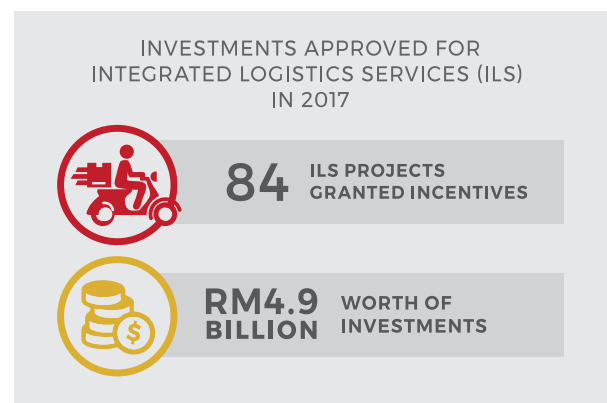 INVESTMENTS APPROVED FOR
INTEGRATED LOGISTICS SERVICES (ILS)
IN 2017
84
ILS PROJECTS
GRANTED INCENTIVES
RM4.9
BILLION
WORTH OF
INVESTMENTS
$